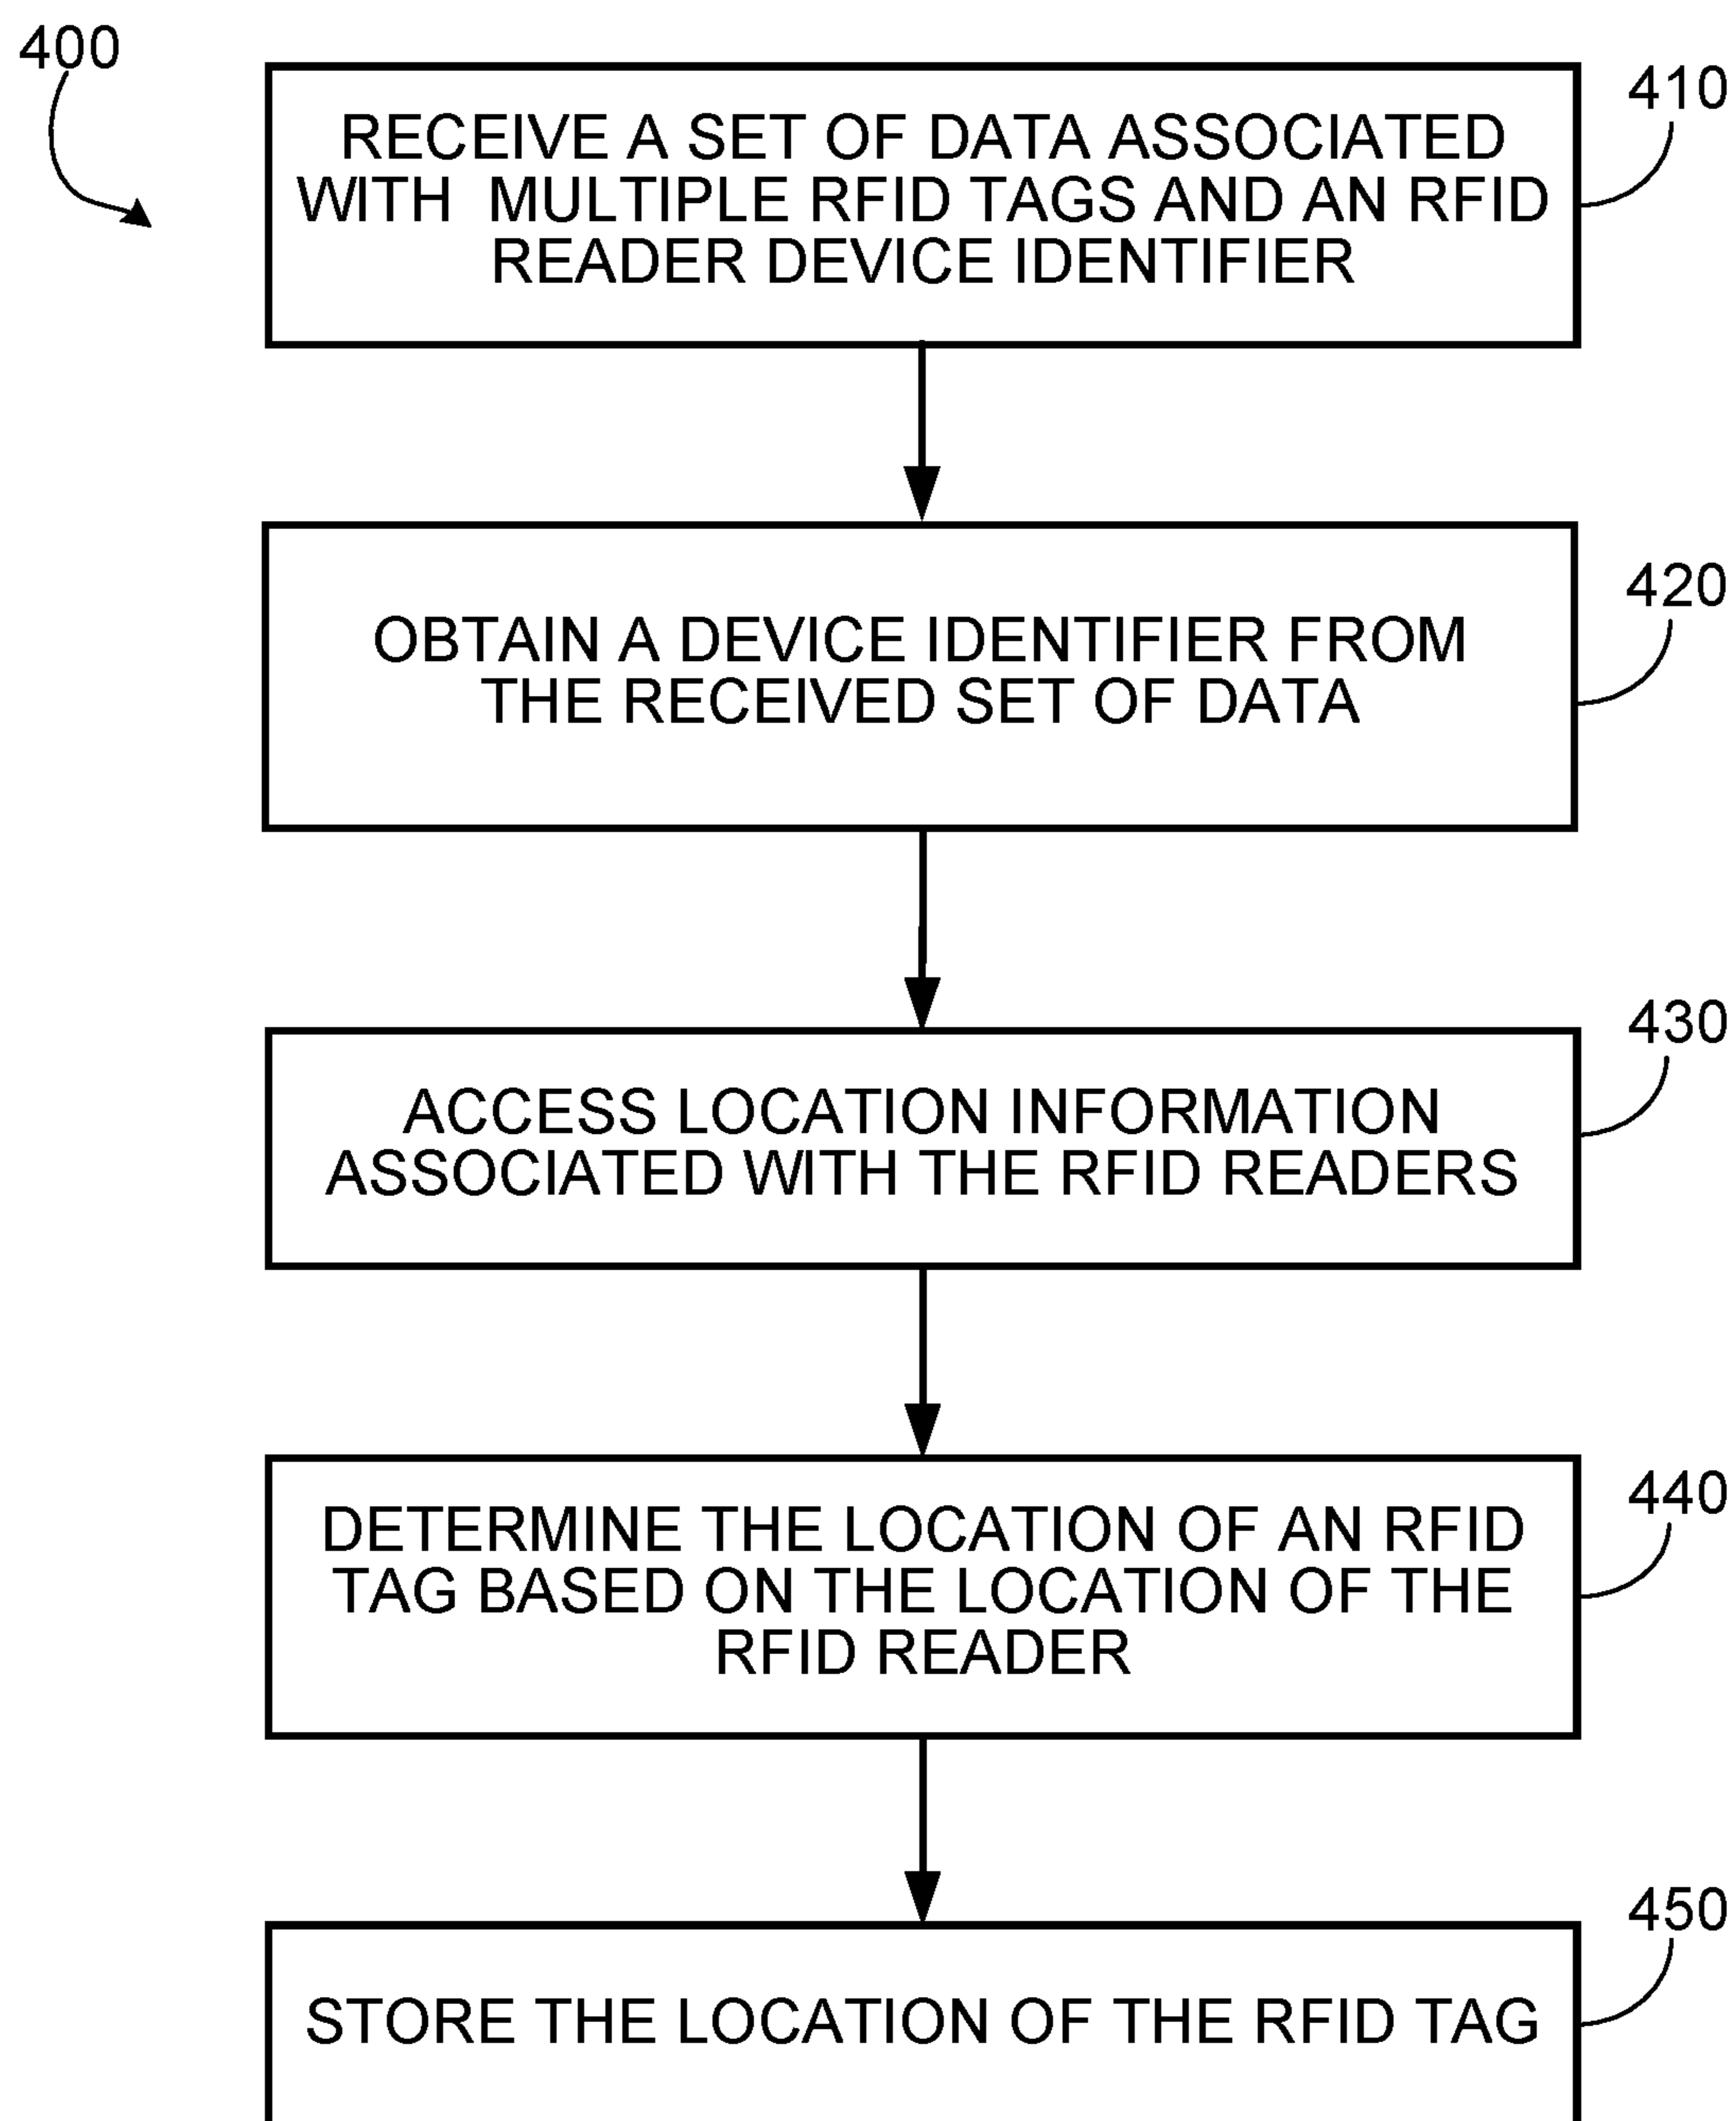 400
410
RECEIVE A SET OF DATA ASSOCIATED
WITH MULTIPLE RFID TAGS AND AN RFID
READER DEVICE IDENTIFIER
420
OBTAIN A DEVICE IDENTIFIER FROM
THE RECEIVED SET OF DATA
430
ACCESS LOCATION INFORMATION
ASSOCIATED WITH THE RFID READERS
440
DETERMINE THE LOCATION OF AN RFID
TAG BASED ON THE LOCATION OF THE
RFID READER
450
STORE THE LOCATION OF THE RFID TAG